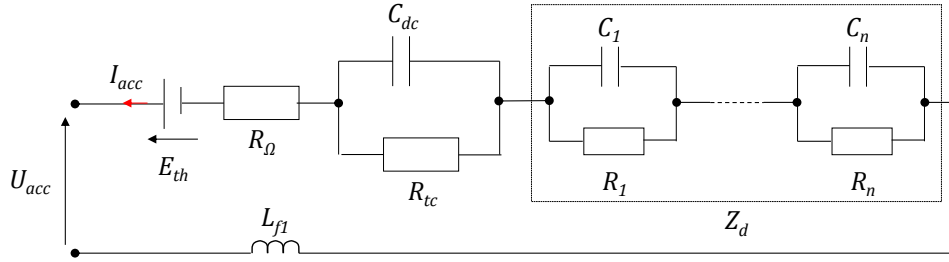 C_dc
C_1
C_n
I_acc
R_Ω
E_th
R_tc
R_1
R_n
U_acc
L_f1
Z_d